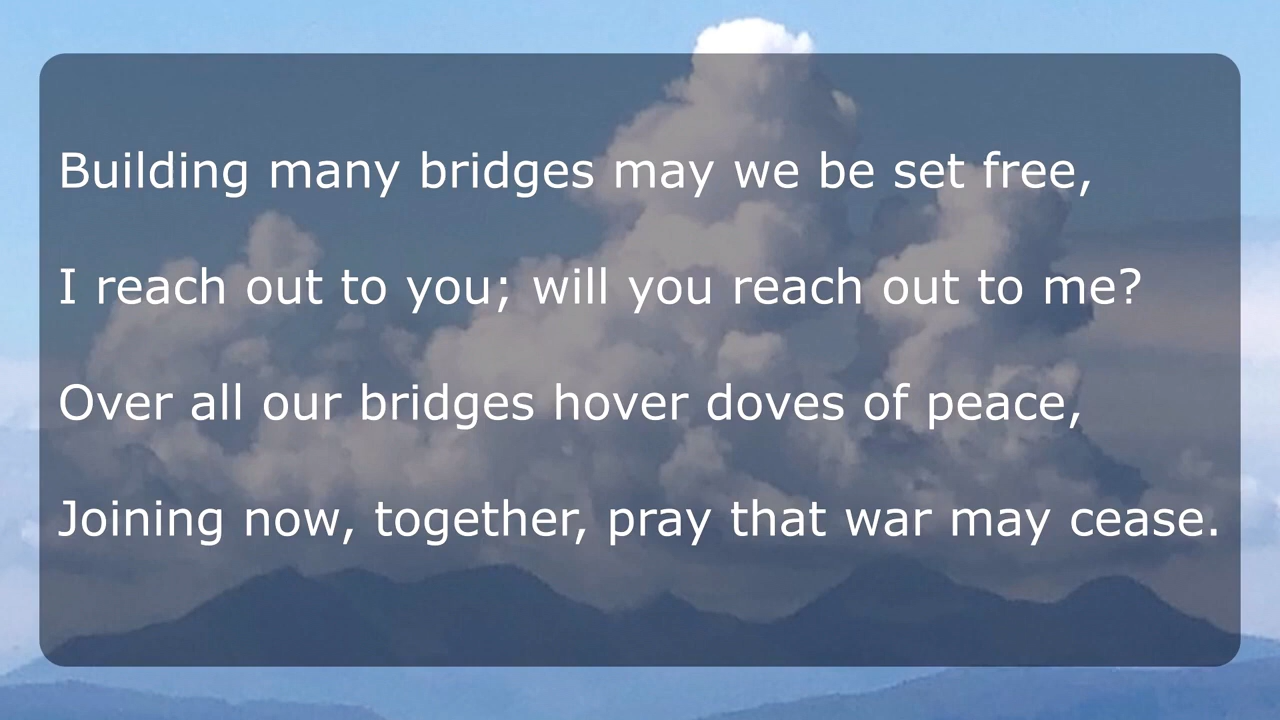 Building many bridges may we be set free,
I reach out to you; will you reach out to me?
Over all our bridges hover doves of peace,
Joining now, together, pray that war may cease.